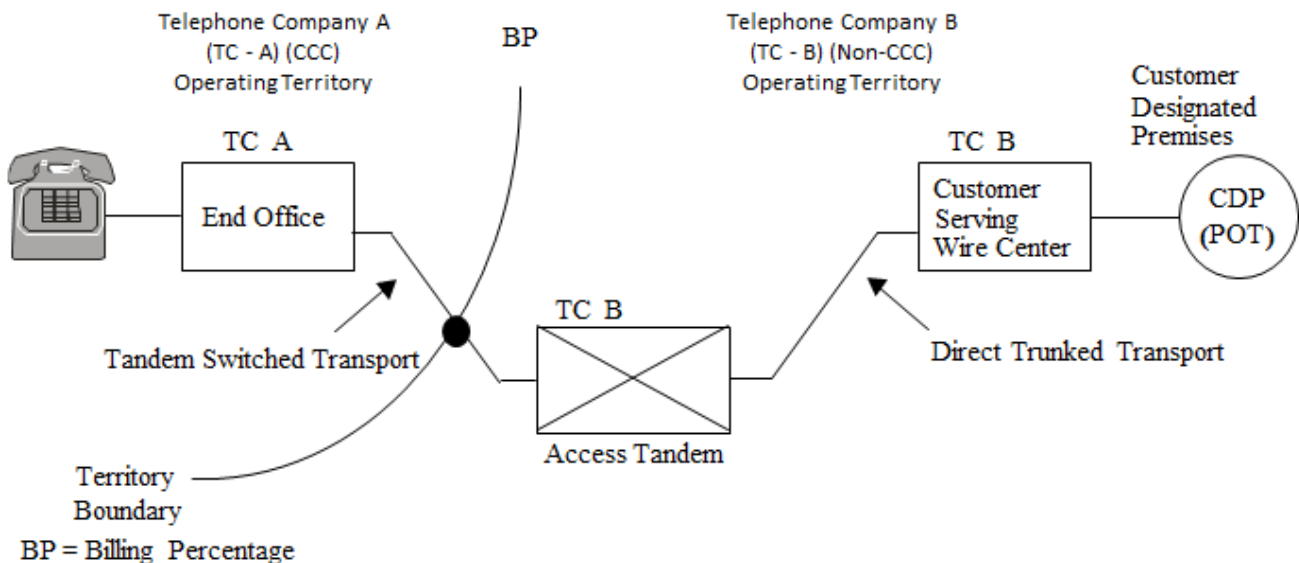 Telephone Company A
(TC - A) (CCC)
Operating Territory
BP
Telephone Company B
(TC - B) (Non-CCC)
Operating Territory
Customer
Designated
Premises
TC A
End Office
TC B
Customer
Serving
Wire Center
CDP
(POT)
Tandem Switched Transport
TC B
Access Tandem
Direct Trunked Transport
Territory
Boundary
BP = Billing Percentage